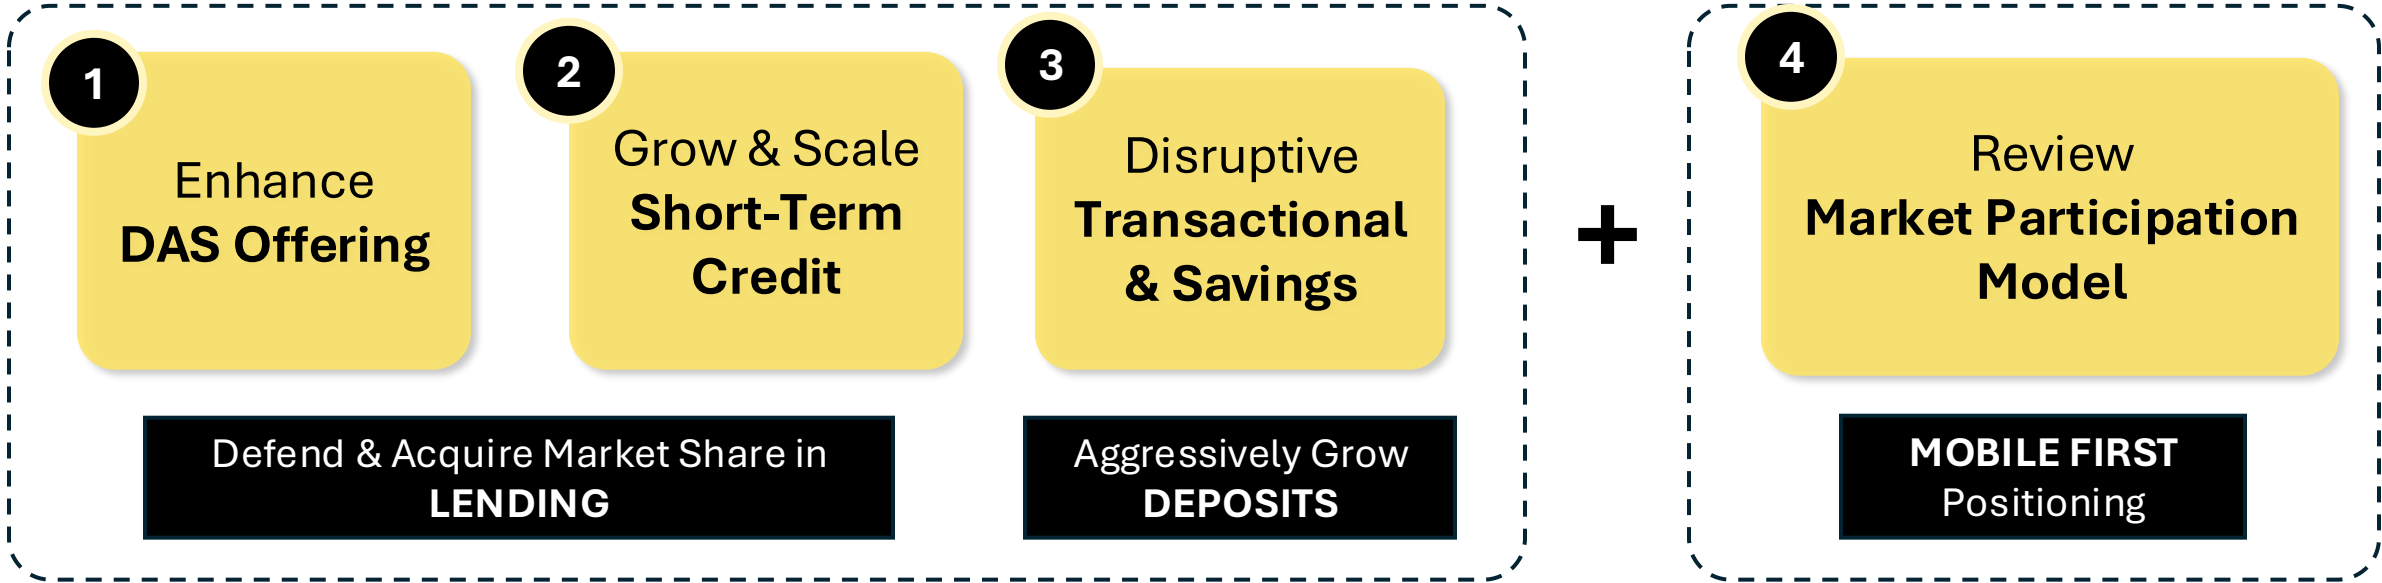 1
Enhance
DAS Offering
2
Grow & Scale
Short-Term
Credit
3
Disruptive
Transactional
& Savings
Defend & Acquire Market Share in
LENDING
Aggressively Grow
DEPOSITS
+
4
Review
Market Participation
Model
MOBILE FIRST
Positioning